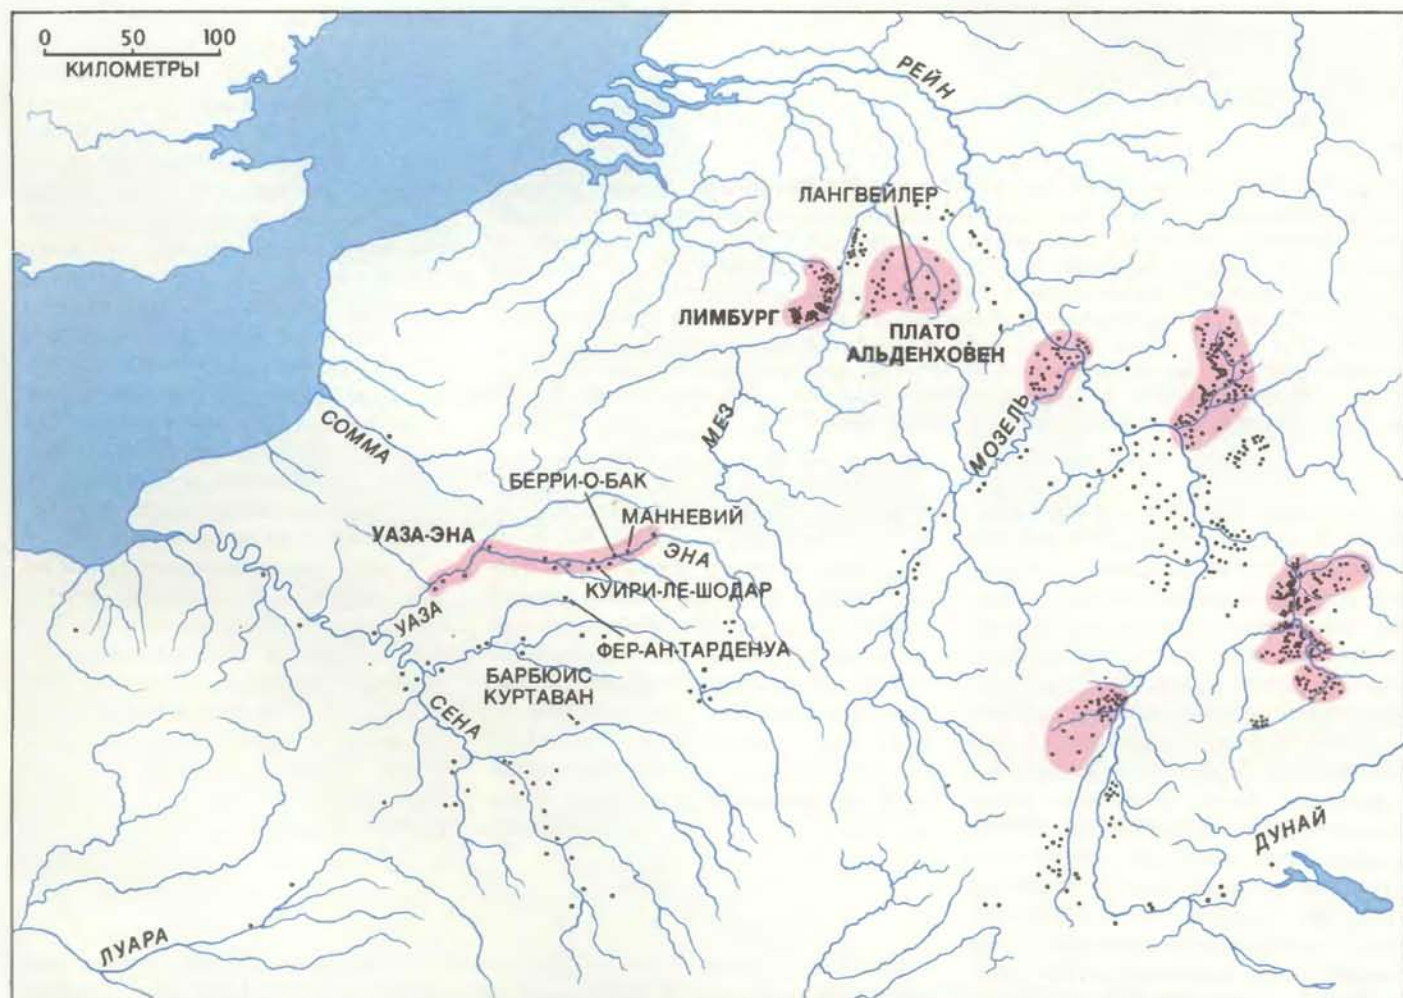 0 50 100
КИЛОМЕТРЫ
РЕЙН
ЛАНГВЕЙЛЕР
ЛИМБУРГ
ПЛАТО
АЛЬДЕНХОВЕН
МЕЗ
МОЗЕЛЬ
СОММА
БЕРРИ-О-БАК
МАННЕВИЙ
УАЗА-ЭНА
ЭНА
КУИРИ-ЛЕ-ШОДАР
УАЗА
ФЕР-АН-ТАРДЕНУА
БАРБЮИС
КУРТАВАН
СЕНА
ДУНАЙ
ЛУАРА